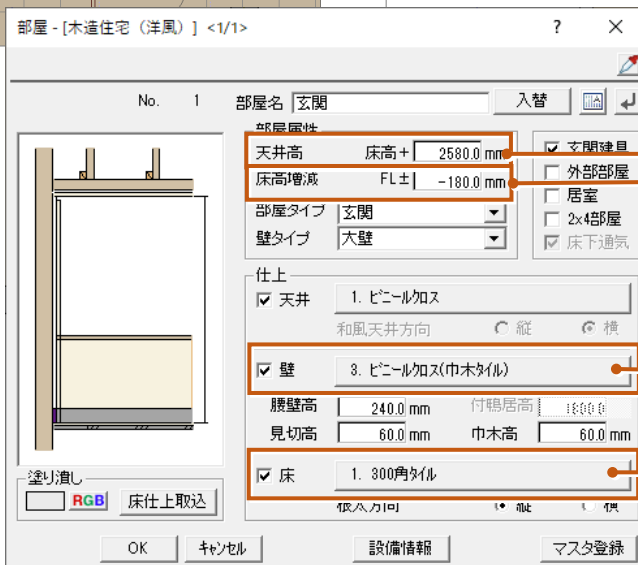 部屋 - [木造住宅（洋風）] <1/1> ? ×
No. 1 部屋名 玄関 入替
部屋属性
天井高 床高+ 2580.0 mm 玄関建具
床高増減 FL± -180.0 mm 外部部屋
居室
部屋タイプ 玄関 2x4部屋
壁タイプ 大壁 床下通気
仕上
天井 1. ビニールクロス
和風天井方向 縦 横
壁 3. ビニールクロス(巾木タイル)
腰壁高 240.0 mm 付鴨居高 1800.0
見切高 60.0 mm 巾木高 60.0 mm
床 1. 300角タイル
根太方向 縦 横
塗り潰し
RGB 床仕上取込
OK キャンセル 設備情報 マスタ登録